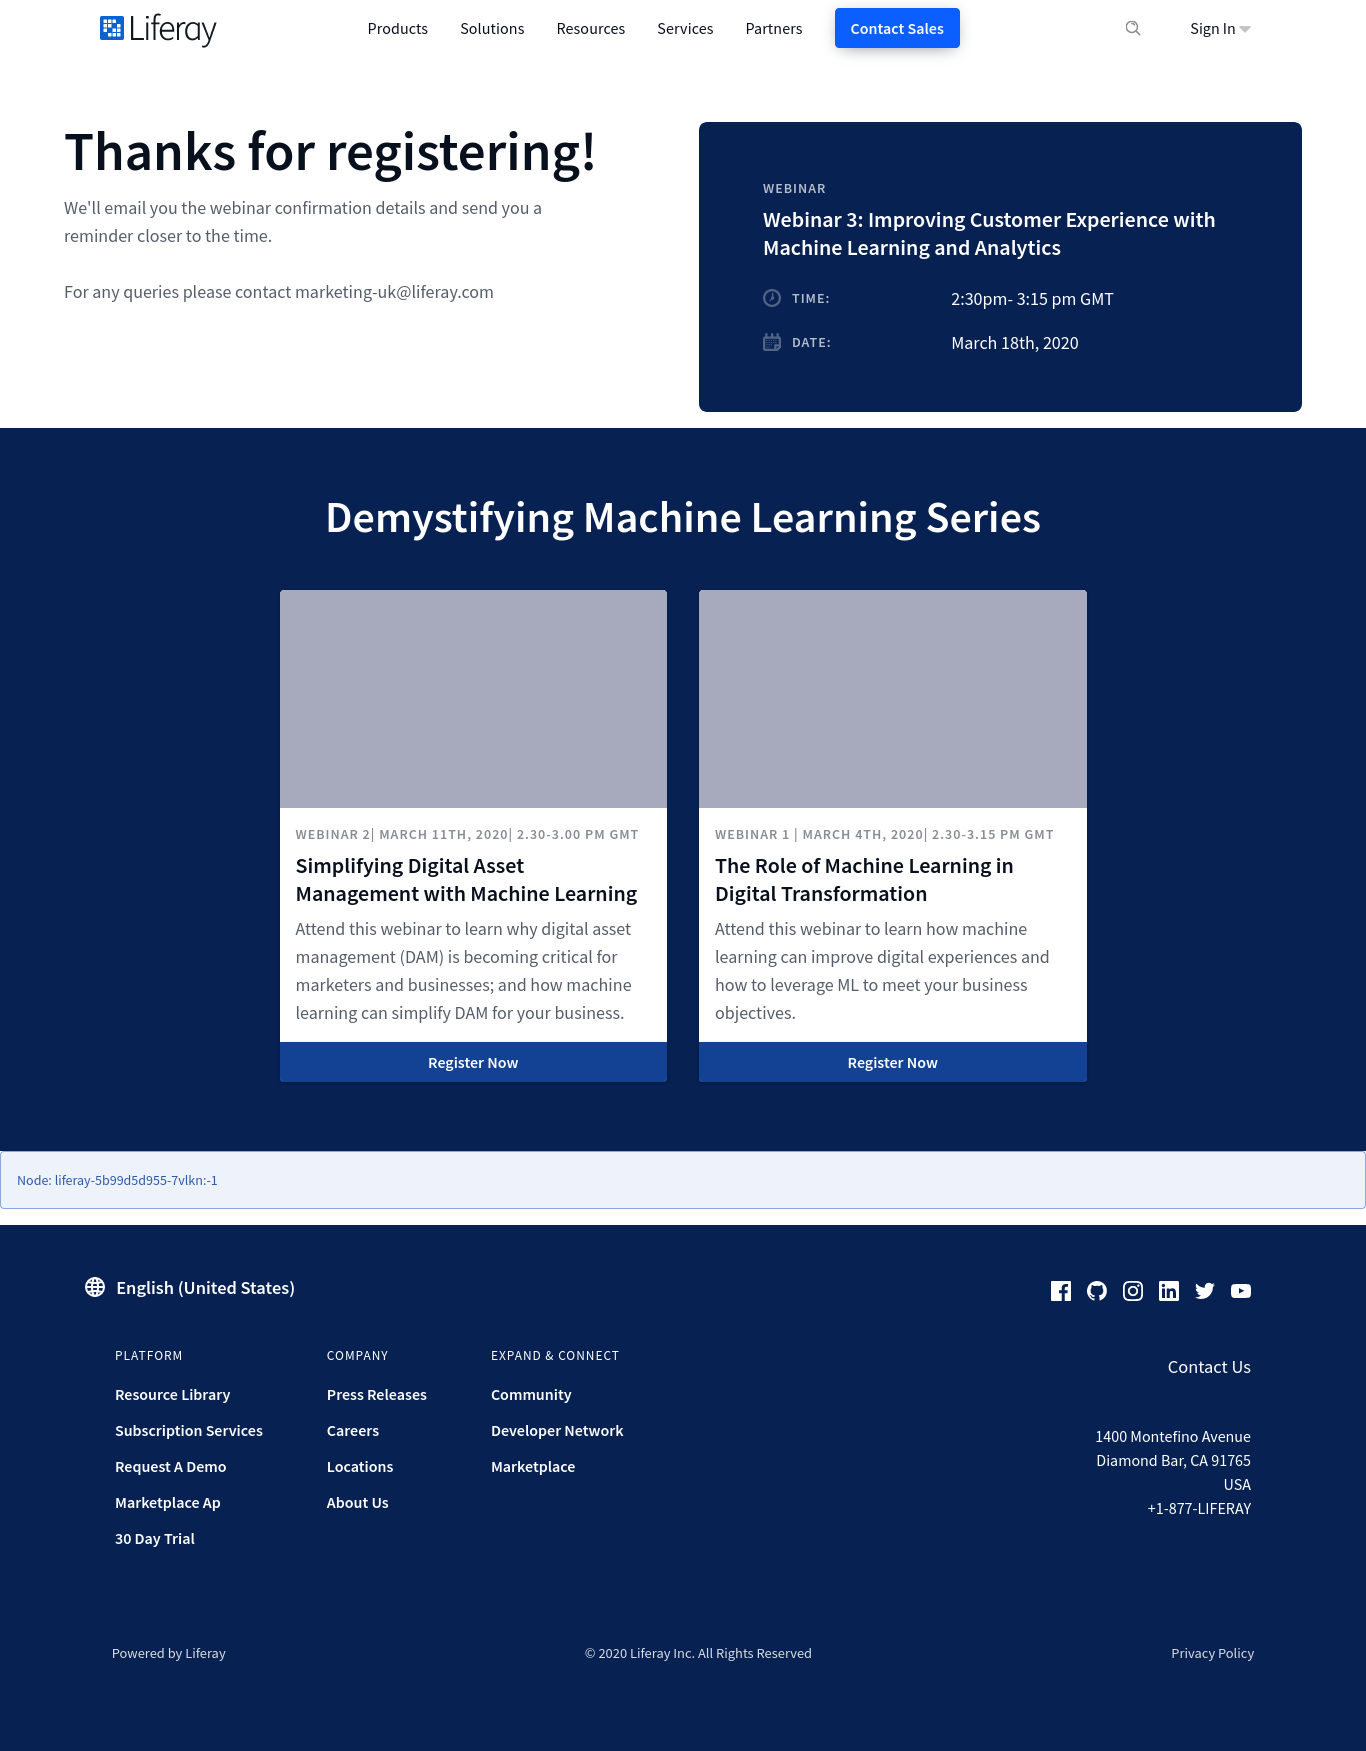 Liferay
Products
Solutions
Resources
Services
Partners
Contact Sales
Sign In
Thanks for registering!
We'll email you the webinar confirmation details and send you a
reminder closer to the time.
For any queries please contact marketing-uk@liferay.com
WEBINAR
Webinar 3: Improving Customer Experience with
Machine Learning and Analytics
TIME:
2:30pm- 3:15 pm GMT
DATE:
March 18th, 2020
Demystifying Machine Learning Series
WEBINAR 2| MARCH 11TH, 2020| 2.30-3.00 PM GMT
Simplifying Digital Asset
Management with Machine Learning
Attend this webinar to learn why digital asset
management (DAM) is becoming critical for
marketers and businesses; and how machine
learning can simplify DAM for your business.
Register Now
WEBINAR 1 | MARCH 4TH, 2020| 2.30-3.15 PM GMT
The Role of Machine Learning in
Digital Transformation
Attend this webinar to learn how machine
learning can improve digital experiences and
how to leverage ML to meet your business
objectives.
Register Now
Node: liferay-5b99d5d955-7vlkn:-1
English (United States)
PLATFORM
Resource Library
Subscription Services
Request A Demo
Marketplace Ap
30 Day Trial
COMPANY
Press Releases
Careers
Locations
About Us
EXPAND & CONNECT
Community
Developer Network
Marketplace
Contact Us
1400 Montefino Avenue
Diamond Bar, CA 91765
USA
+1-877-LIFERAY
Powered by Liferay
© 2020 Liferay Inc. All Rights Reserved
Privacy Policy